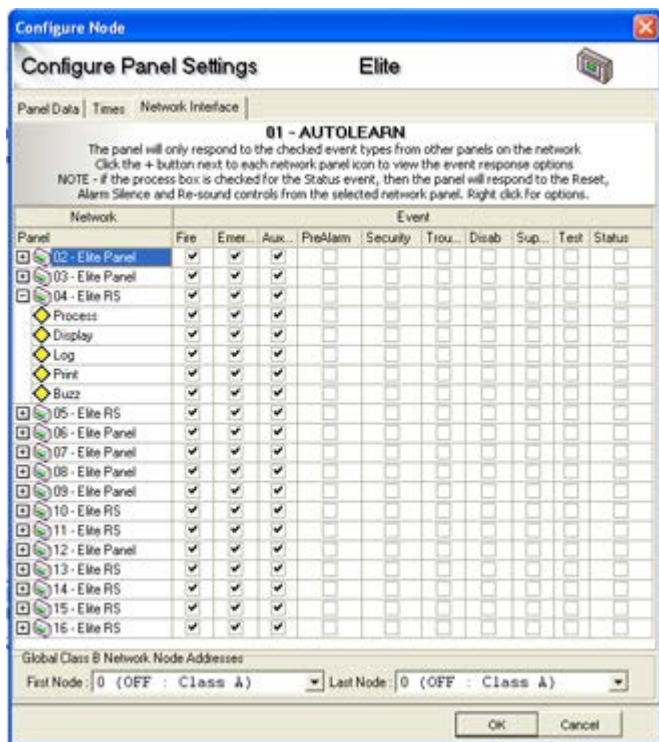 Configure Node
Configure Panel Settings Elite
Panel Data Times Network Interface
01 - AUTOLEARN
The panel will only respond to the checked event types from other panels on the network
Click the + button next to each network panel icon to view the event response options
NOTE - if the process box is checked for the Status event, then the panel will respond to the Reset,
Alarm Silence and Re-sound controls from the selected network panel. Right click for options.
Network Event
Panel Fire Emer... Aux... PreAlarm Security Trou... Disab Sup... Test Status
02 - Elite Panel
03 - Elite Panel
04 - Elite RS
Process
Display
Log
Print
Buzz
05 - Elite RS
06 - Elite Panel
07 - Elite Panel
08 - Elite Panel
09 - Elite Panel
10 - Elite RS
11 - Elite RS
12 - Elite Panel
13 - Elite RS
14 - Elite RS
15 - Elite RS
16 - Elite RS
Global Class B Network Node Addresses
First Node : 0 (OFF : Class A) Last Node : 0 (OFF : Class A)
OK Cancel